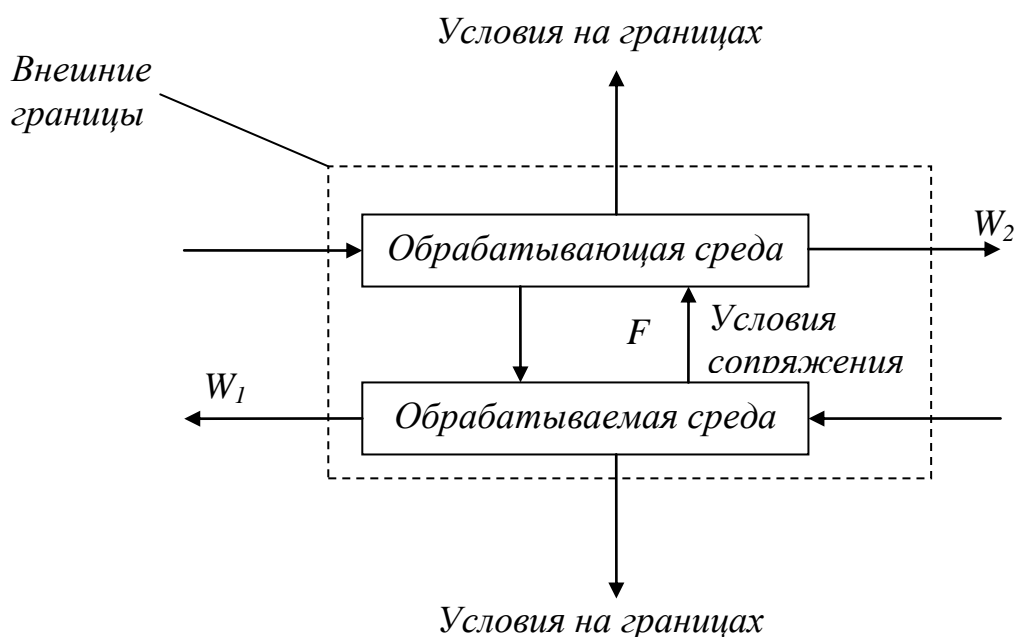 Условия на границах
Внешние
границы
W2
Обрабатывающая среда
F
Условия
сопряжения
W1
Обрабатываемая среда
Условия на границах